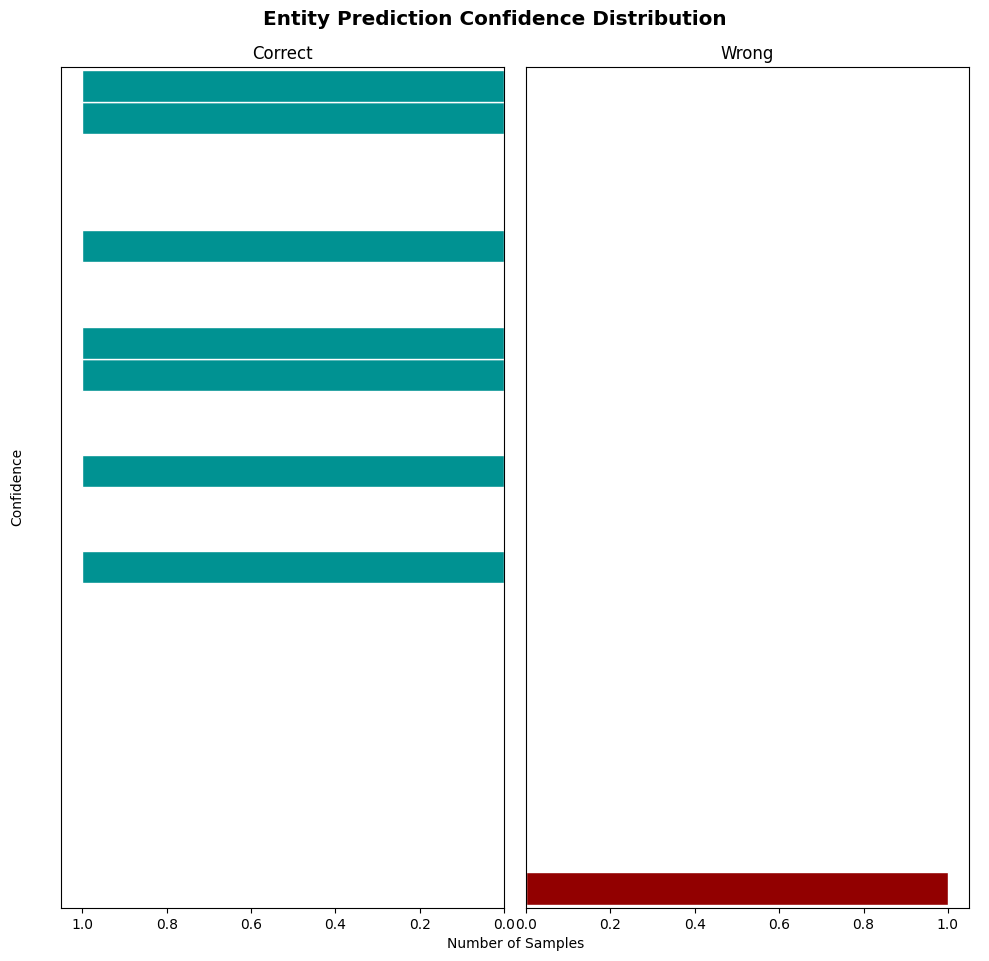 Entity Prediction Confidence Distribution
Correct
Wrong
Confidence
1.0 0.8 0.6 0.4 0.2 0.0
0.0 0.2 0.4 0.6 0.8 1.0
Number of Samples